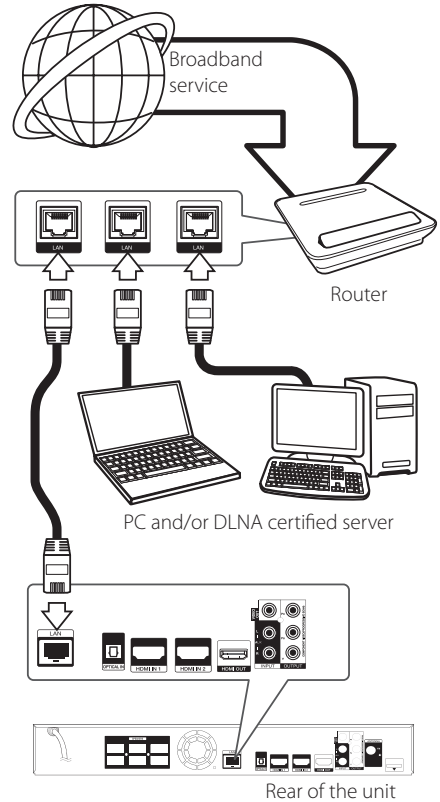 Broadband
service
LAN
LAN
LAN
Router
PC and/or DLNA certified server
LAN
OPTICAL IN
HDMI IN 1
HDMI IN 2
HDMI OUT
INPUT
OUTPUT
LAN
Rear of the unit